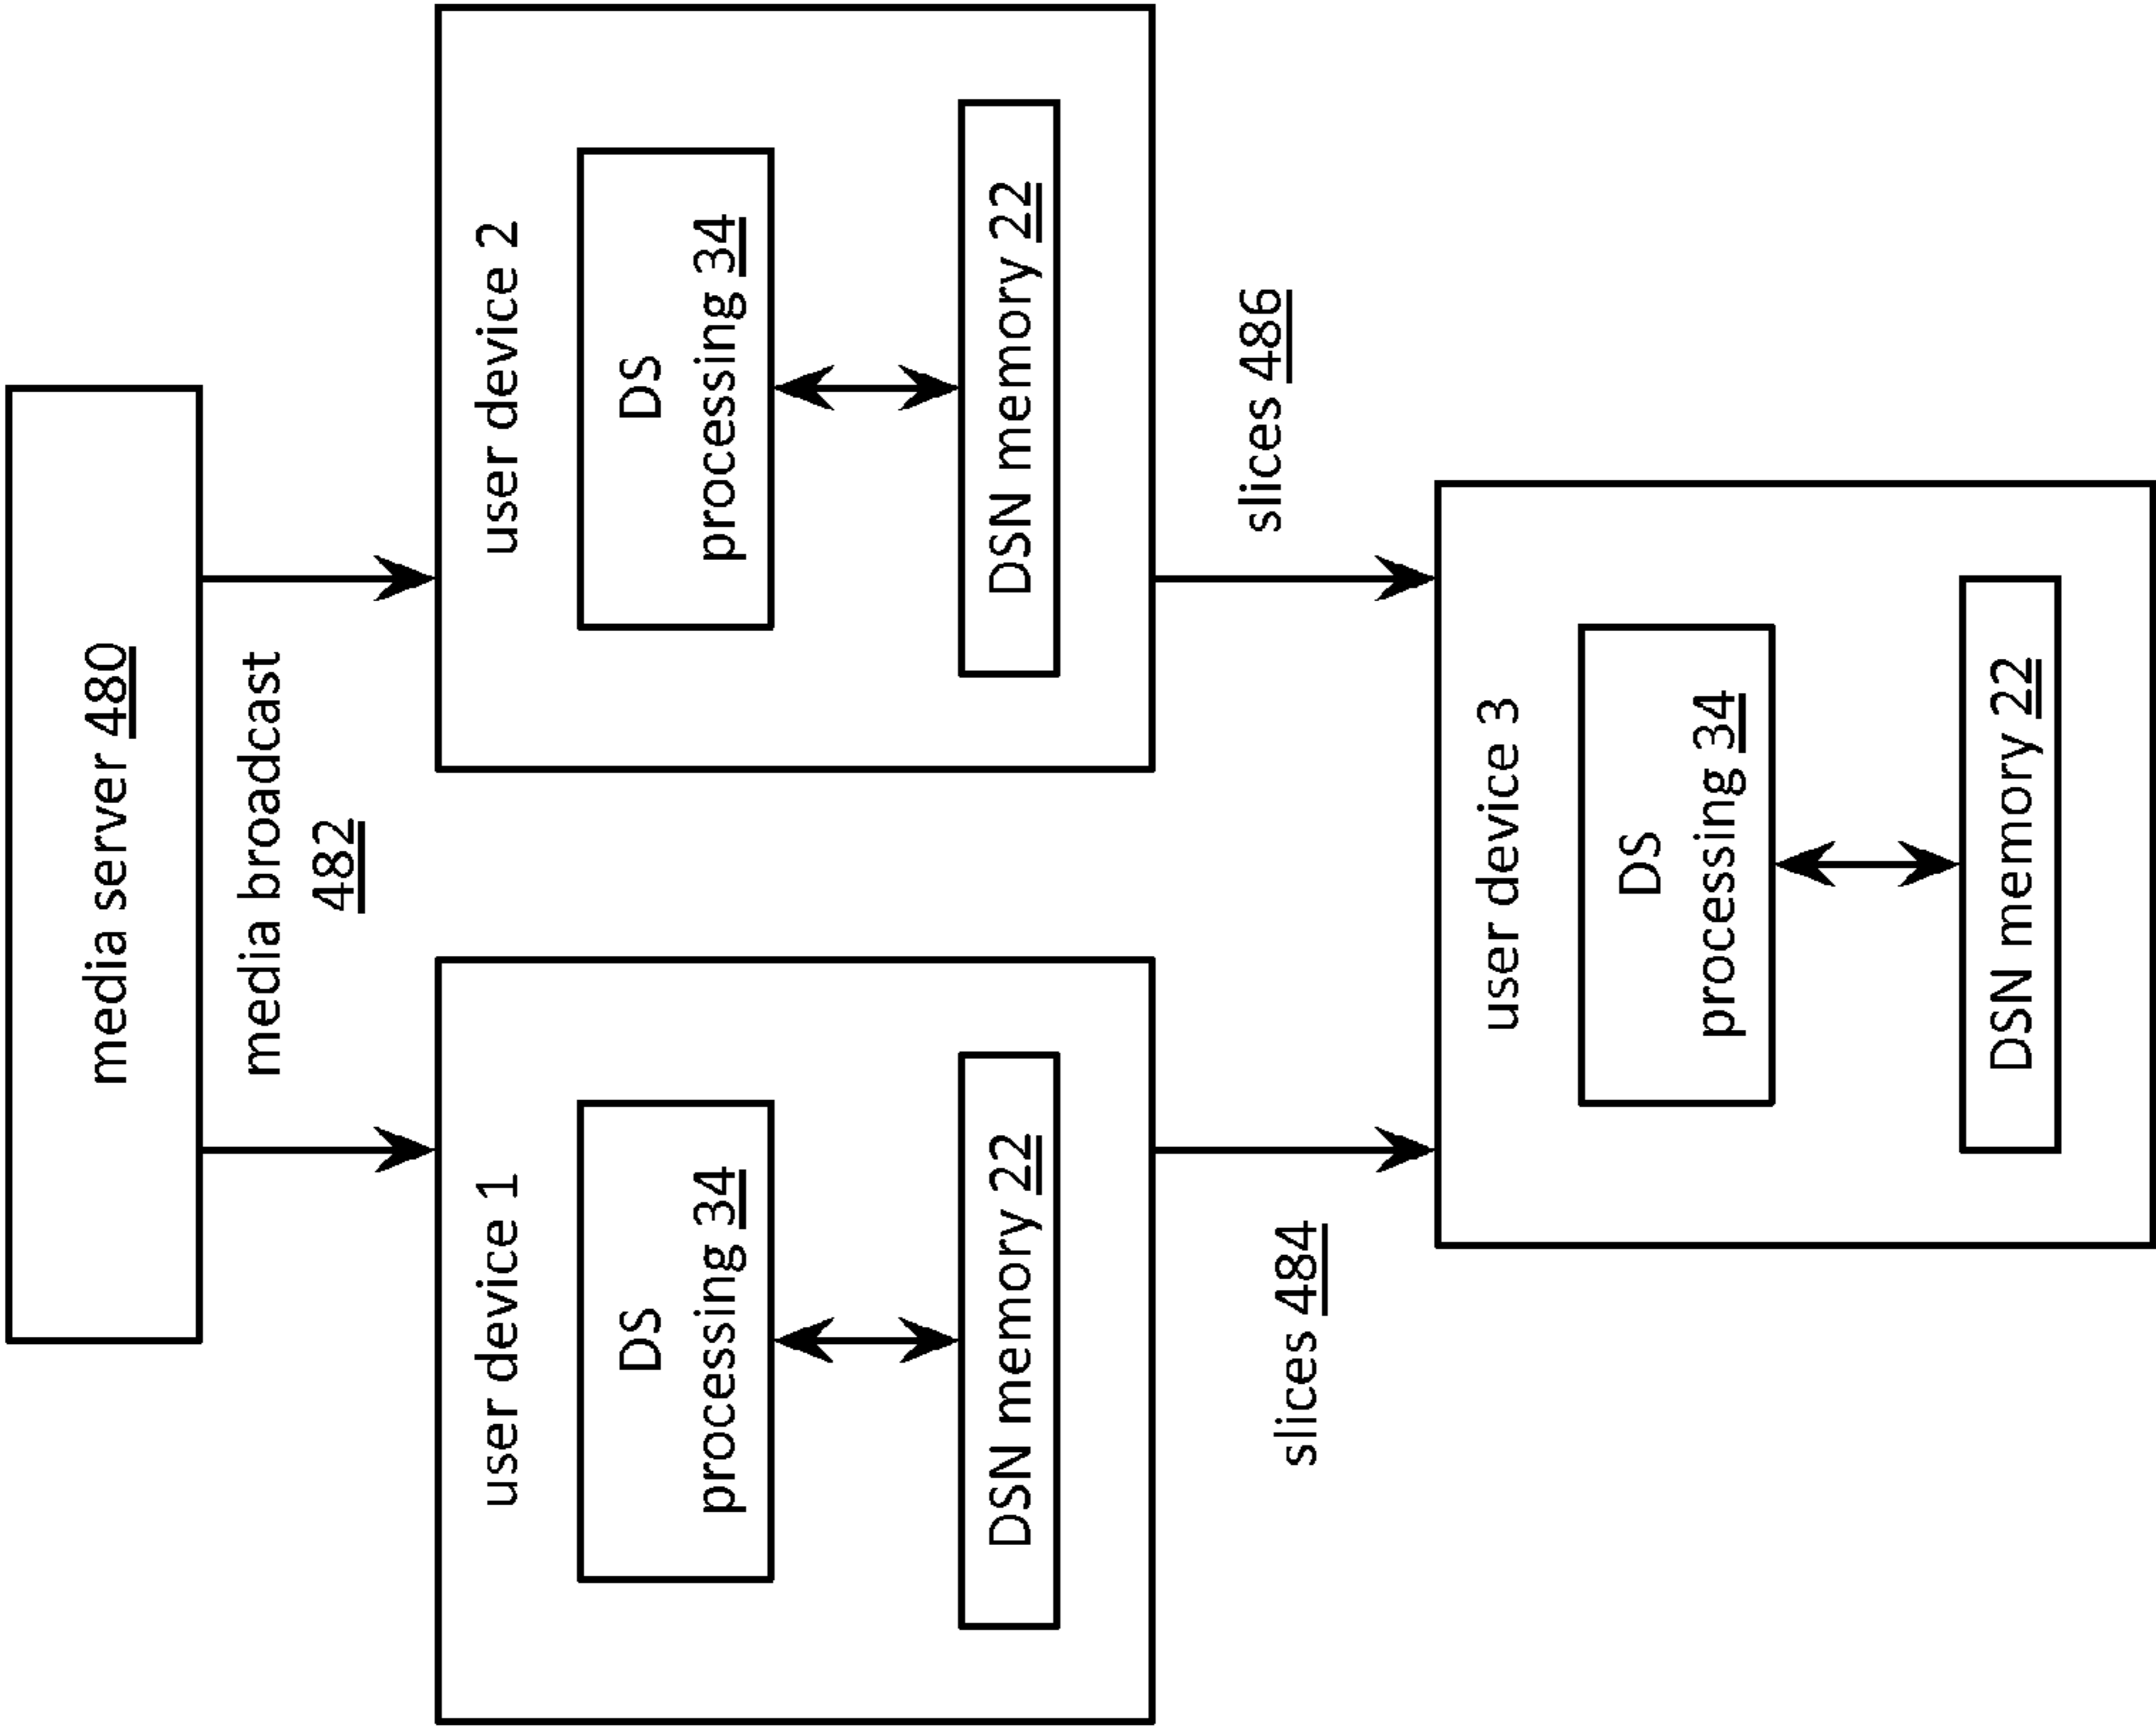 media server 480
media broadcast
482
user device 1
DS
processing 34
DSN memory 22
user device 2
DS
processing 34
DSN memory 22
slices 484
slices 486
user device 3
DS
processing 34
DSN memory 22